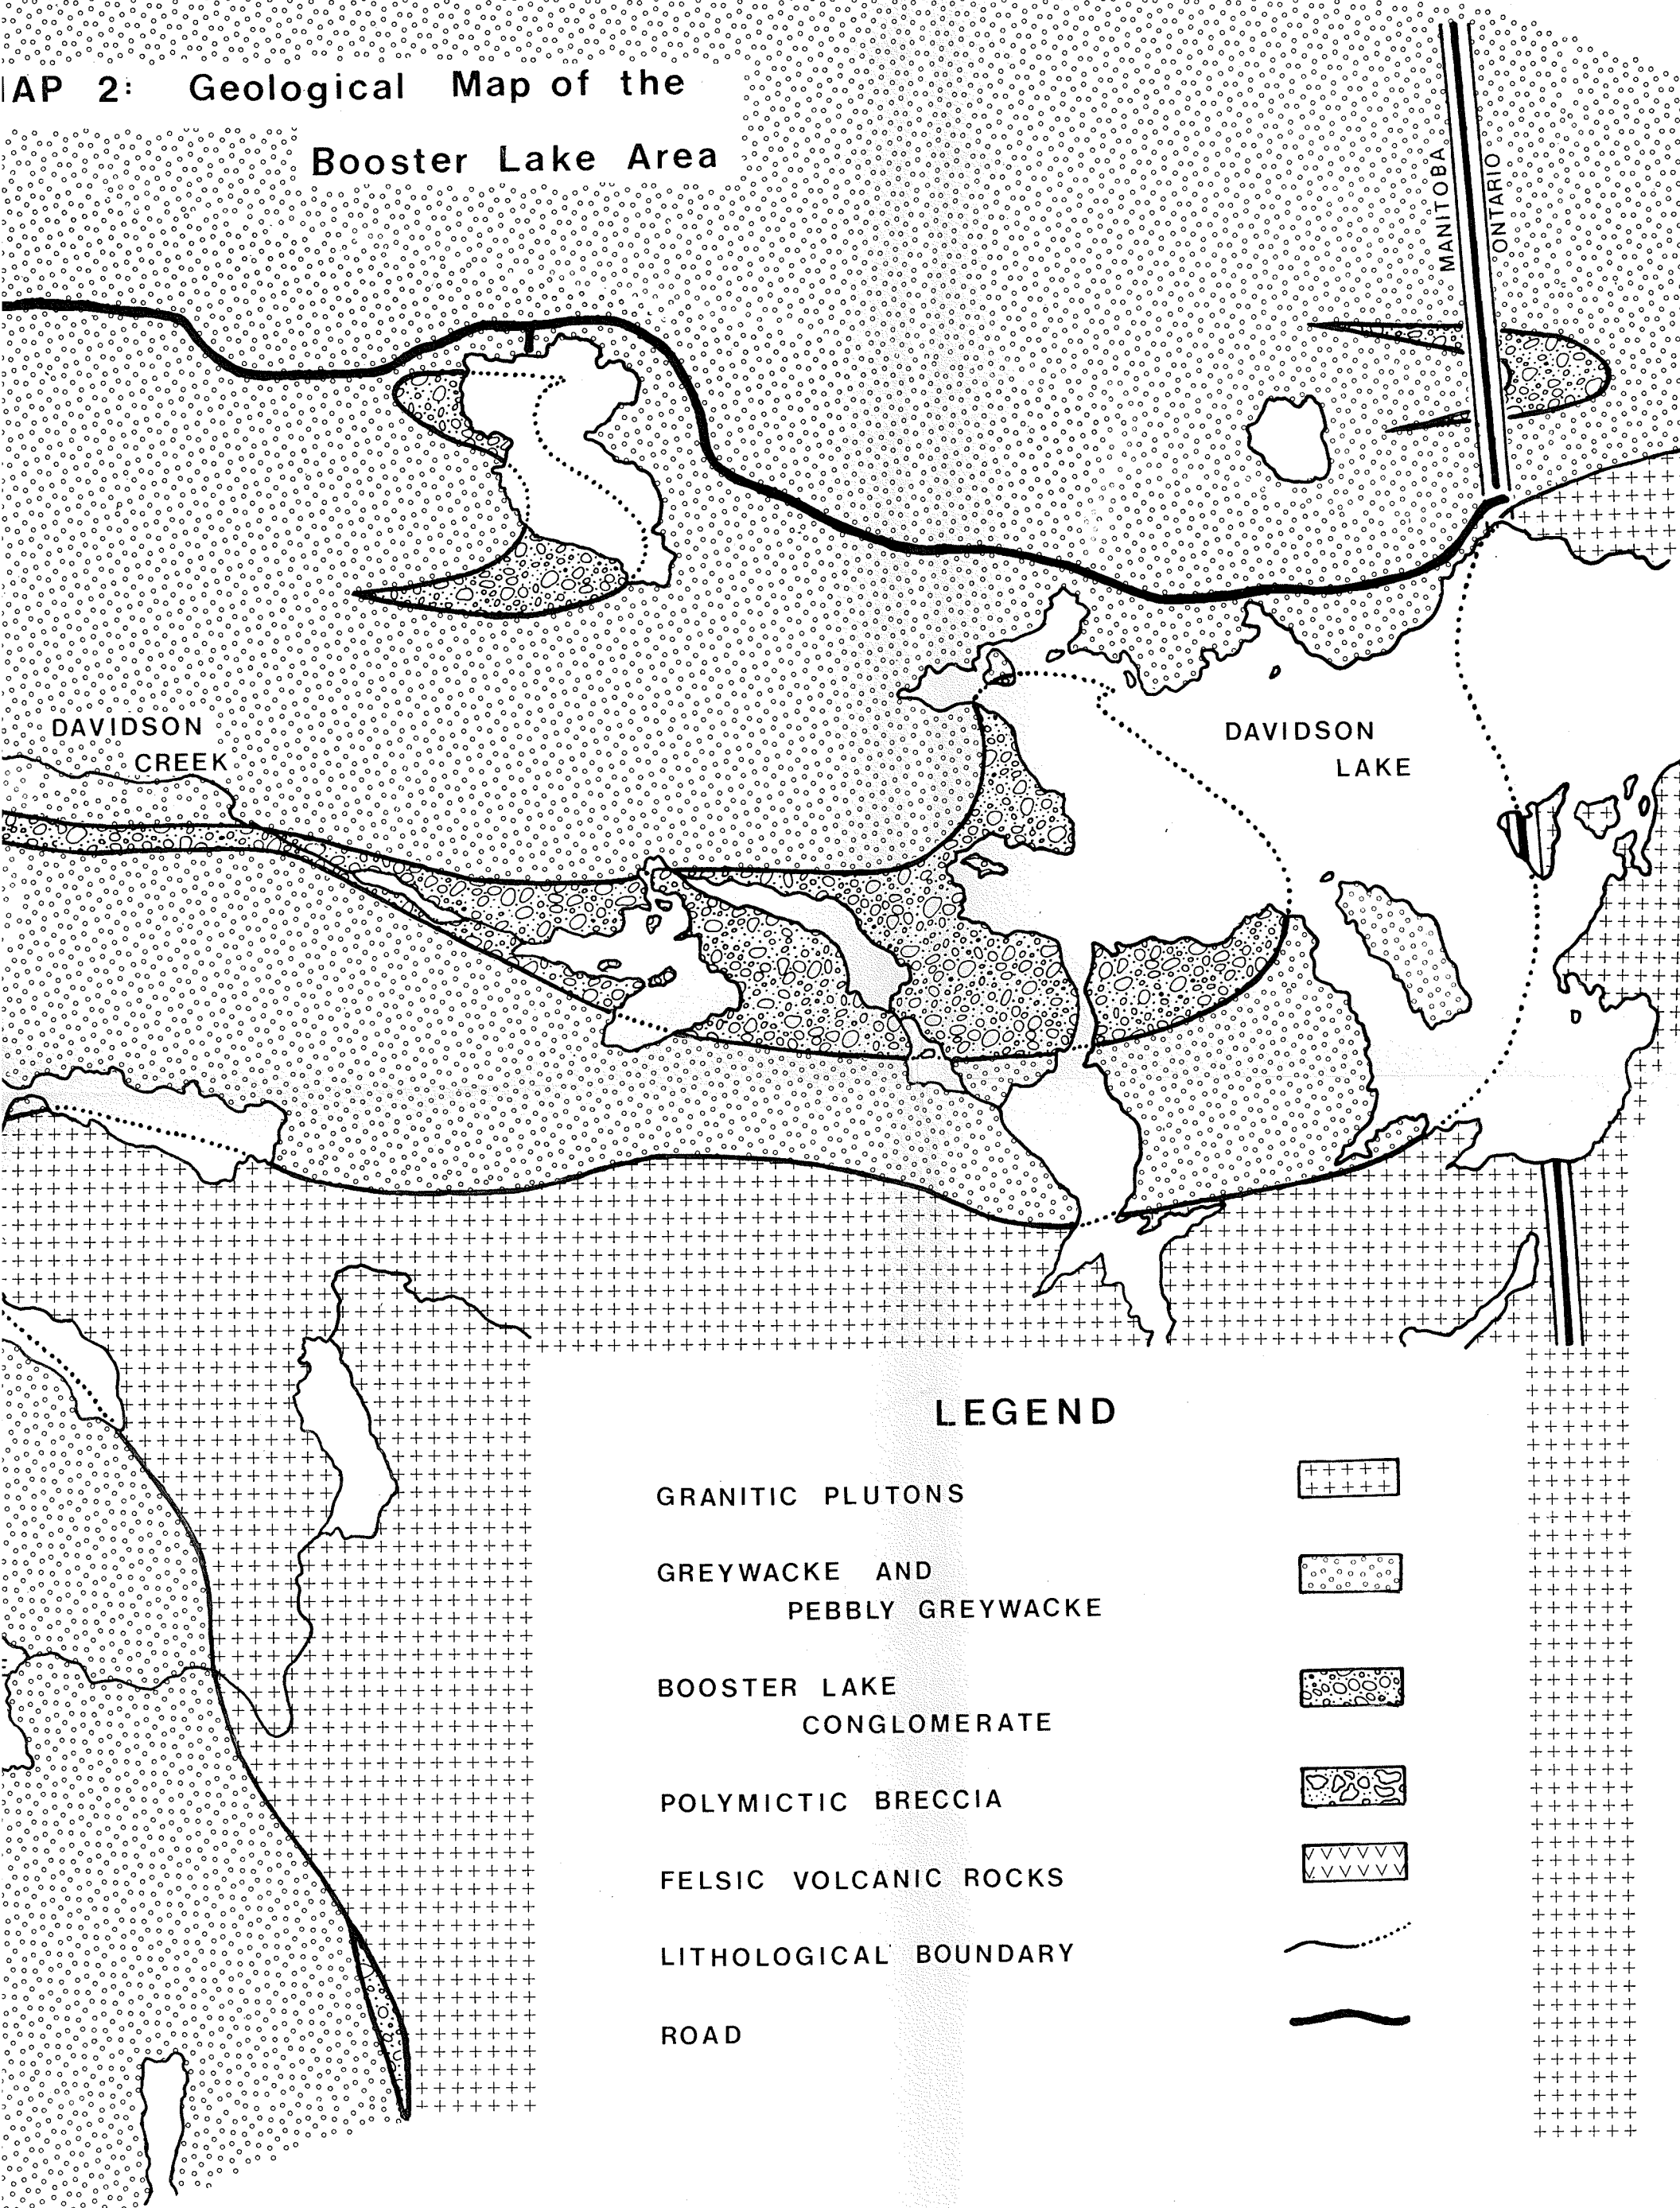 MAP 2: Geological Map of the
Booster Lake Area
MANITOBA
ONTARIO
DAVIDSON
CREEK
DAVIDSON
LAKE
LEGEND
GRANITIC PLUTONS
GREYWACKE AND
PEBBLY GREYWACKE
BOOSTER LAKE
CONGLOMERATE
POLYMICTIC BRECCIA
FELSIC VOLCANIC ROCKS
LITHOLOGICAL BOUNDARY
ROAD